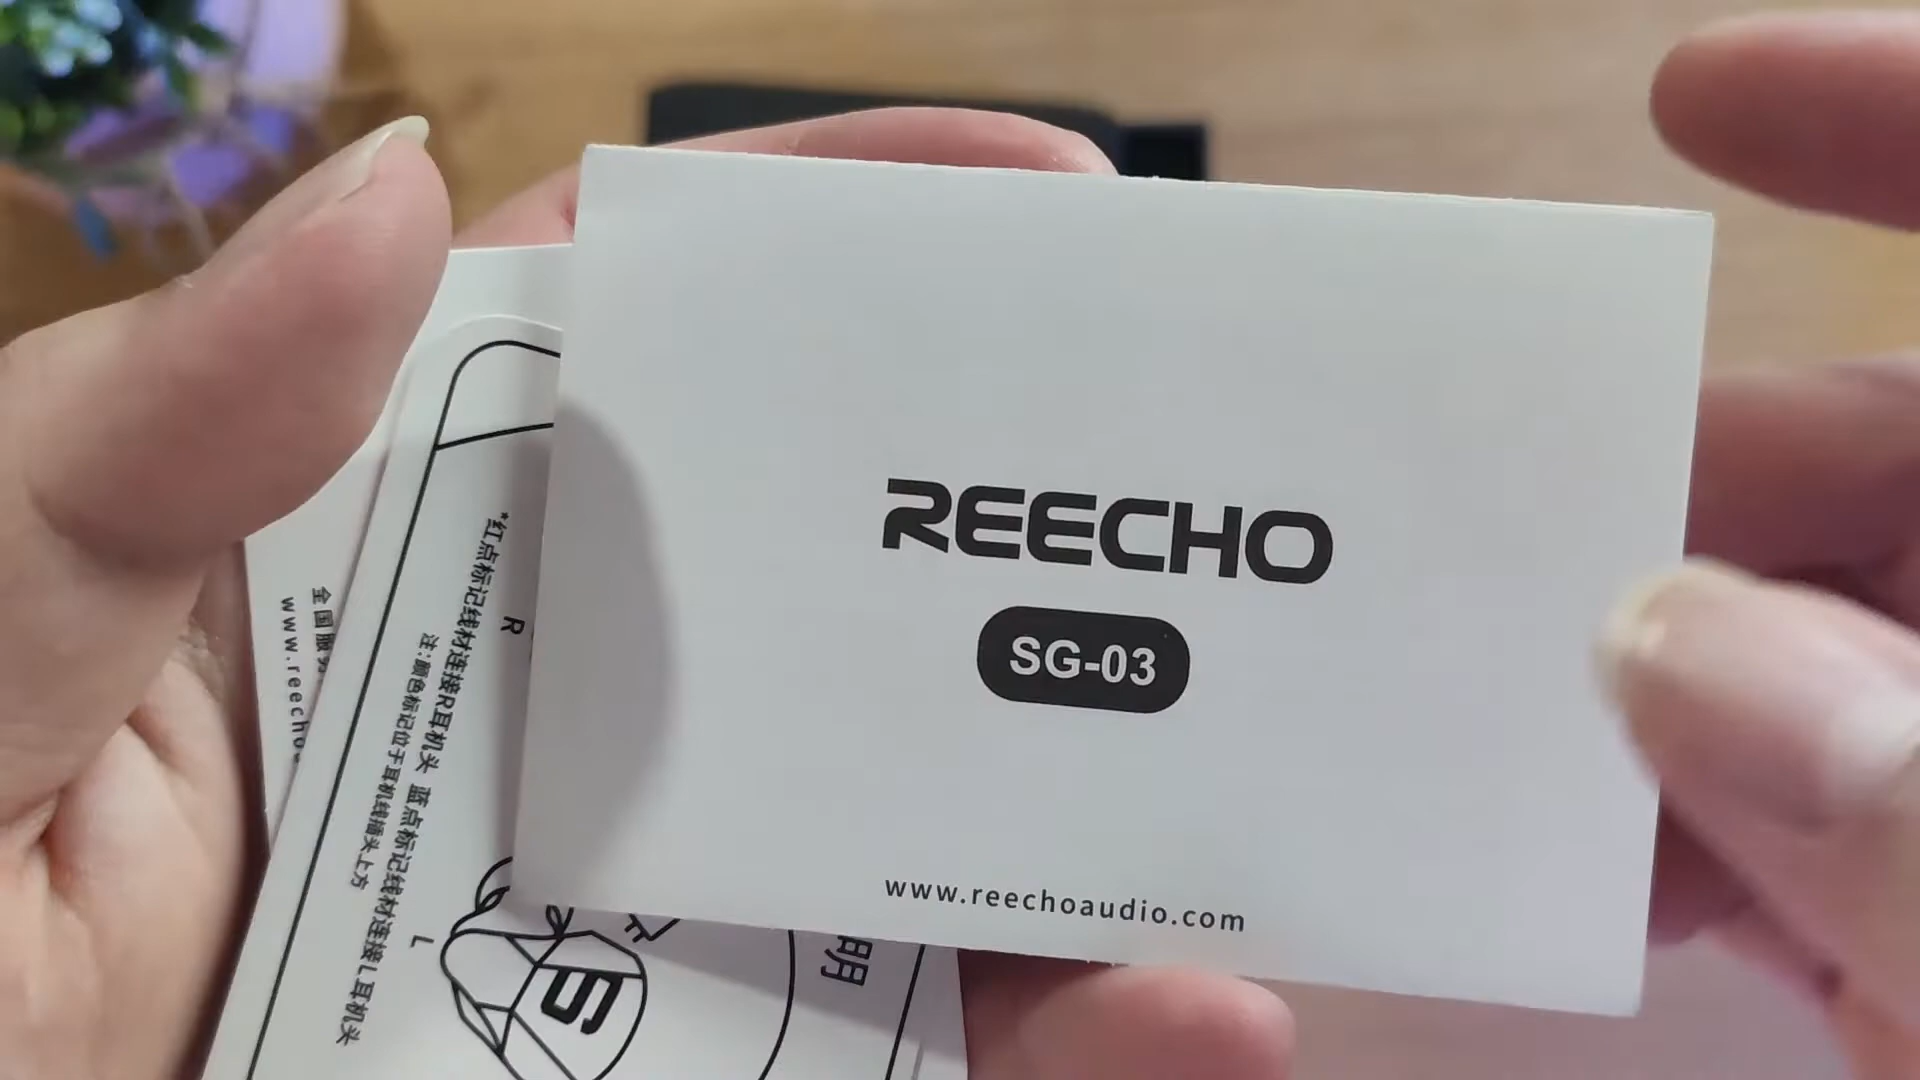 REECHO
SG-03
www.reechoaudio.com
*红点标记线材连接R耳机头 蓝点标记线材连接L耳机头
注:颜色标记位于耳机线插头上方
R
L
明
全国服务
www.reecho